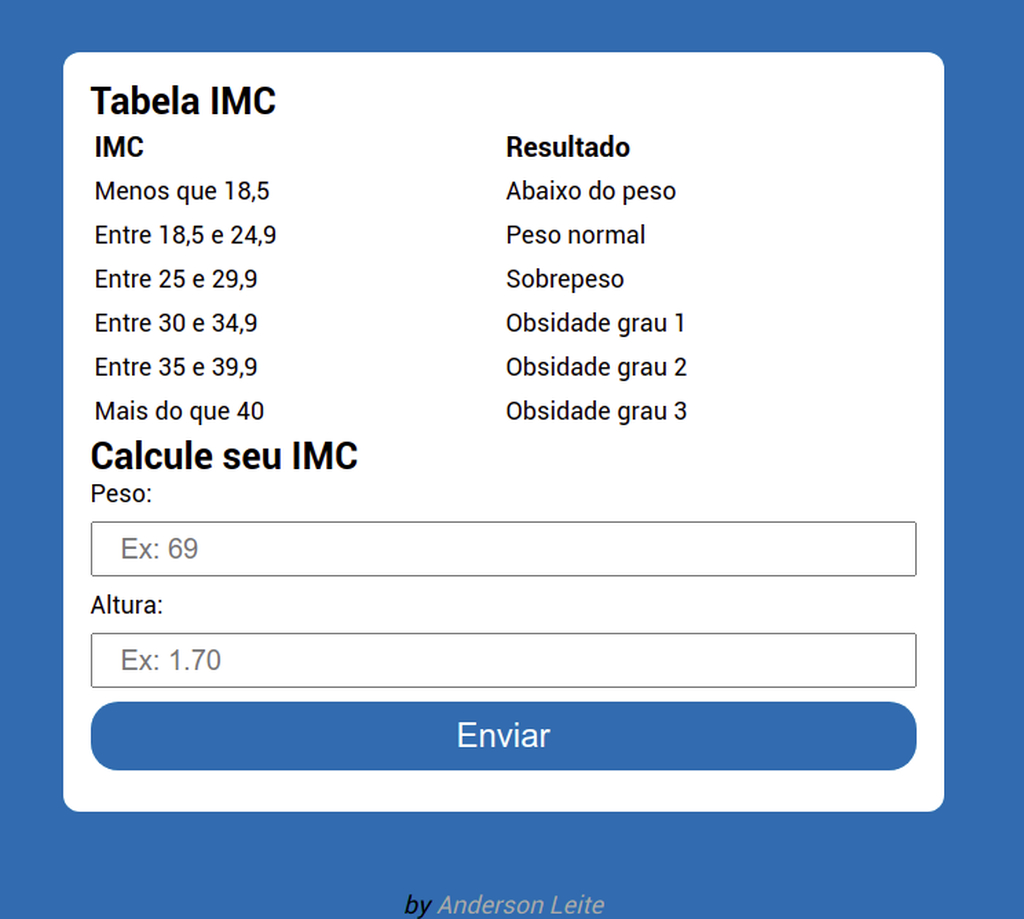 Tabela IMC
IMC Resultado
Menos que 18,5 Abaixo do peso
Entre 18,5 e 24,9 Peso normal
Entre 25 e 29,9 Sobrepeso
Entre 30 e 34,9 Obsidade grau 1
Entre 35 e 39,9 Obsidade grau 2
Mais do que 40 Obsidade grau 3
Calcule seu IMC
Peso:
Ex: 69
Altura:
Ex: 1.70
Enviar
by Anderson Leite